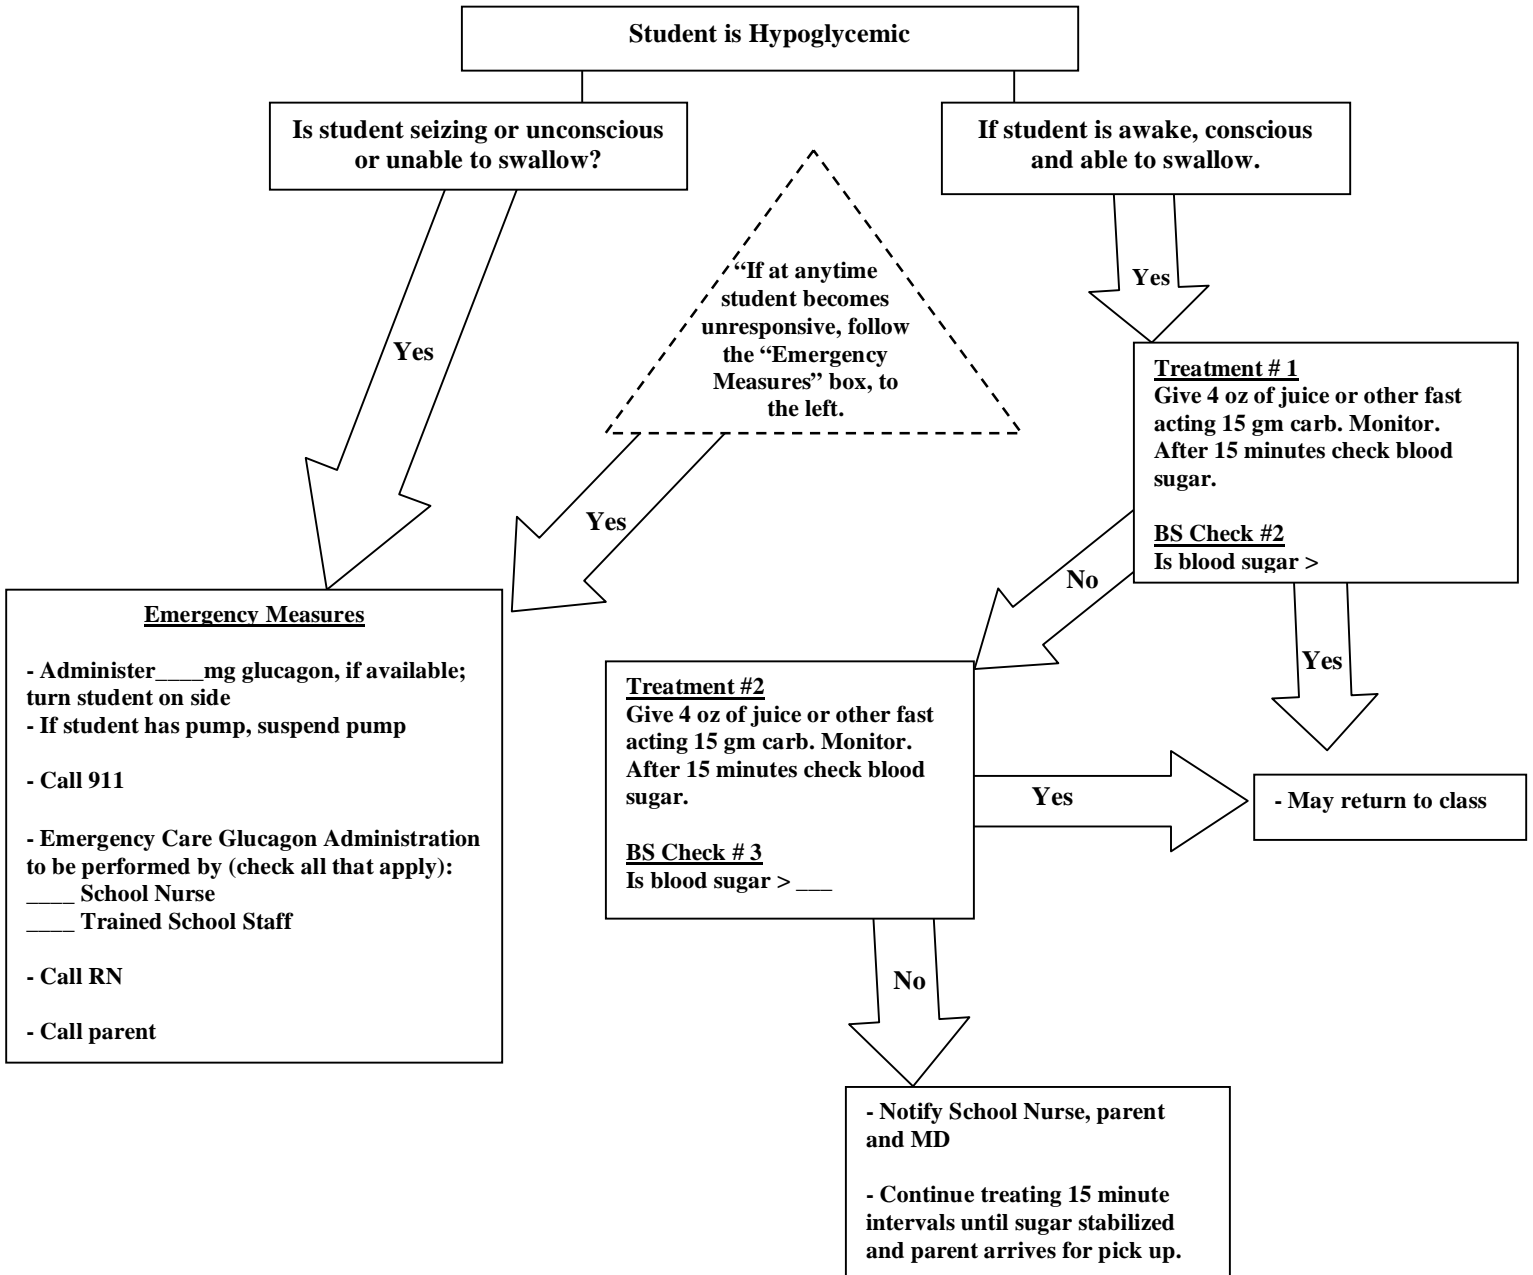 Student is Hypoglycemic
Is student seizing or unconscious
or unable to swallow?
If student is awake, conscious
and able to swallow.
Yes
“If at anytime
student becomes
unresponsive, follow
the “Emergency
Measures” box, to
the left.
Yes
Yes
Treatment # 1
Give 4 oz of juice or other fast
acting 15 gm carb. Monitor.
After 15 minutes check blood
sugar.
BS Check #2
Is blood sugar >
No
Yes
Emergency Measures
- Administer____mg glucagon, if available;
turn student on side
- If student has pump, suspend pump
- Call 911
- Emergency Care Glucagon Administration
to be performed by (check all that apply):
____ School Nurse
____ Trained School Staff
- Call RN
- Call parent
Treatment #2
Give 4 oz of juice or other fast
acting 15 gm carb. Monitor.
After 15 minutes check blood
sugar.
BS Check # 3
Is blood sugar > ___
Yes
- May return to class
No
- Notify School Nurse, parent
and MD
- Continue treating 15 minute
intervals until sugar stabilized
and parent arrives for pick up.